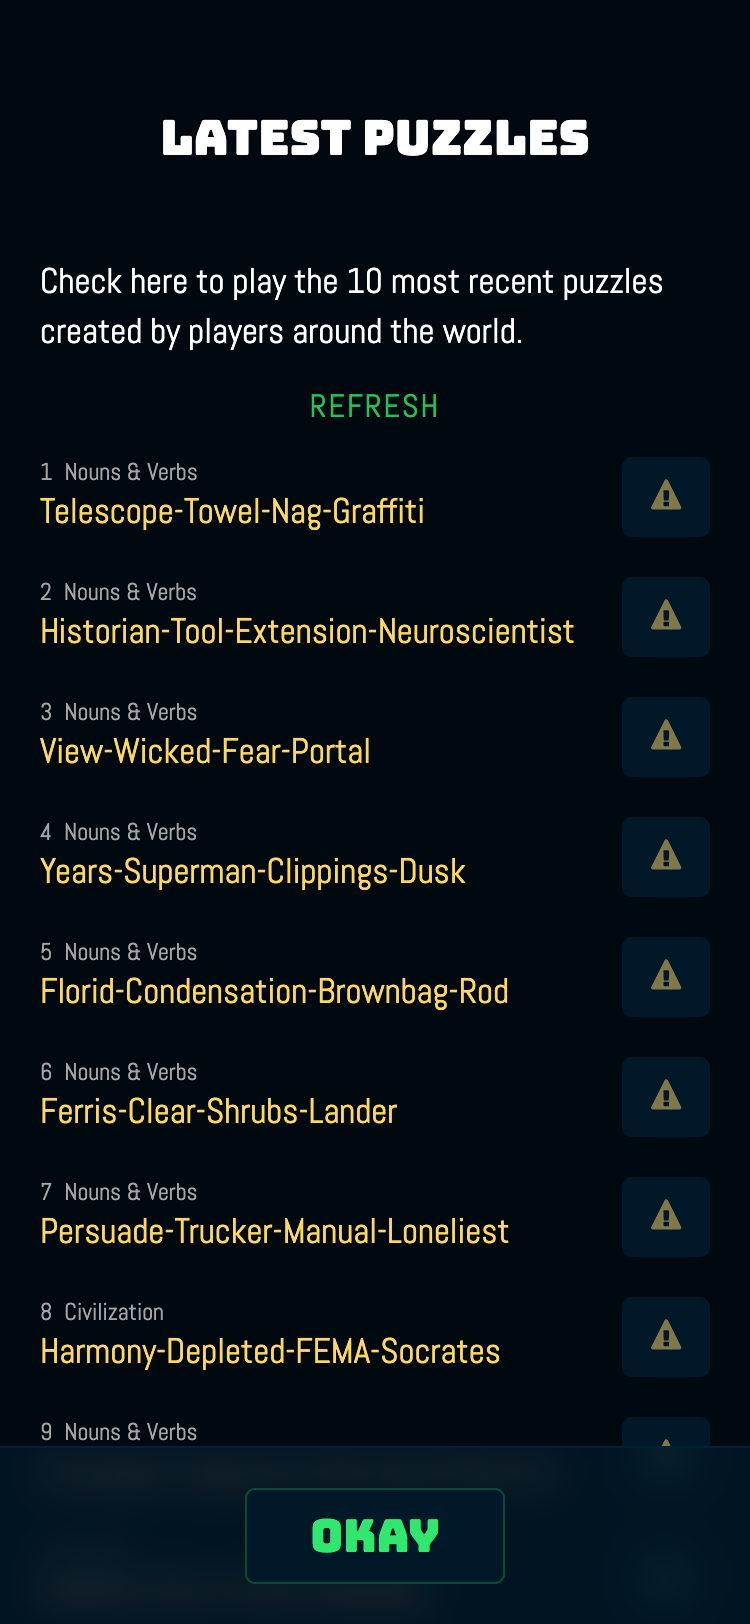 LATEST PUZZLES
Check here to play the 10 most recent puzzles
created by players around the world.
REFRESH
1 Nouns & Verbs
Telescope-Towel-Nag-Graffiti
2 Nouns & Verbs
Historian-Tool-Extension-Neuroscientist
3 Nouns & Verbs
View-Wicked-Fear-Portal
4 Nouns & Verbs
Years-Superman-Clippings-Dusk
5 Nouns & Verbs
Florid-Condensation-Brownbag-Rod
6 Nouns & Verbs
Ferris-Clear-Shrubs-Lander
7 Nouns & Verbs
Persuade-Trucker-Manual-Loneliest
8 Civilization
Harmony-Depleted-FEMA-Socrates
9 Nouns & Verbs
OKAY